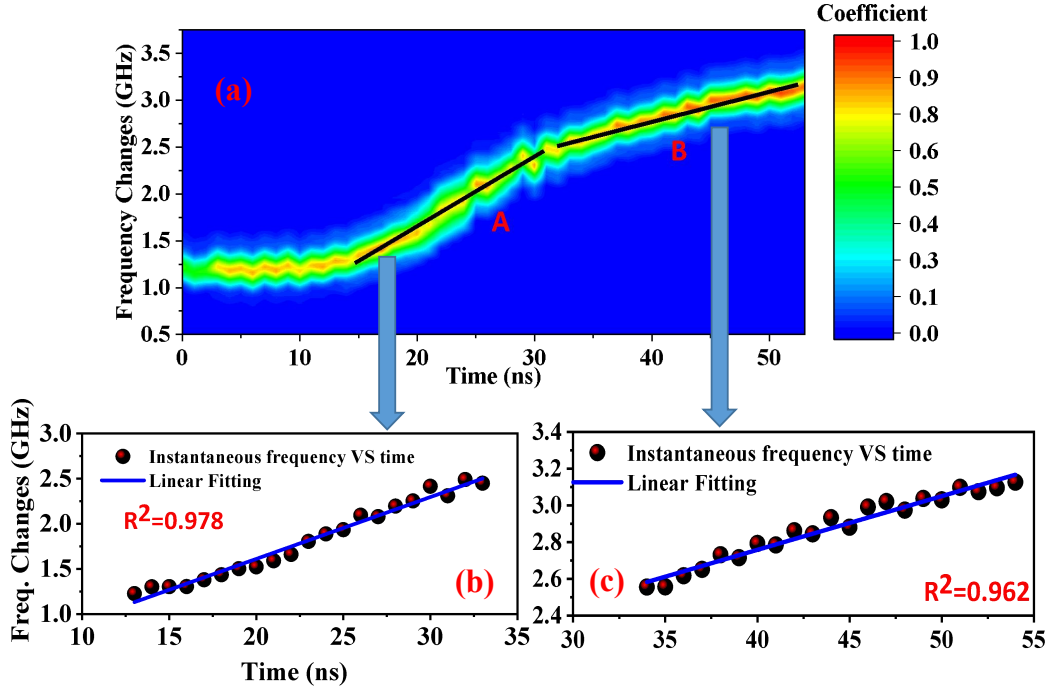 Coefficient
(a)
Frequency Changes (GHz)
3.5
3.0
2.5
2.0
1.5
1.0
0.5
A
B
0 10 20 30 40 50
Time (ns)
1.0
0.9
0.8
0.7
0.6
0.5
0.4
0.3
0.2
0.1
0.0
Freq. Changes (GHz)
3.0
2.5
2.0
1.5
1.0
Instantaneous frequency VS time
Linear Fitting
R²=0.978
(b)
10 15 20 25 30 35
Time (ns)
3.4
3.2
3.0
2.8
2.6
2.4
Instantaneous frequency VS time
Linear Fitting
(c)
R²=0.962
30 35 40 45 50 55
Time (ns)